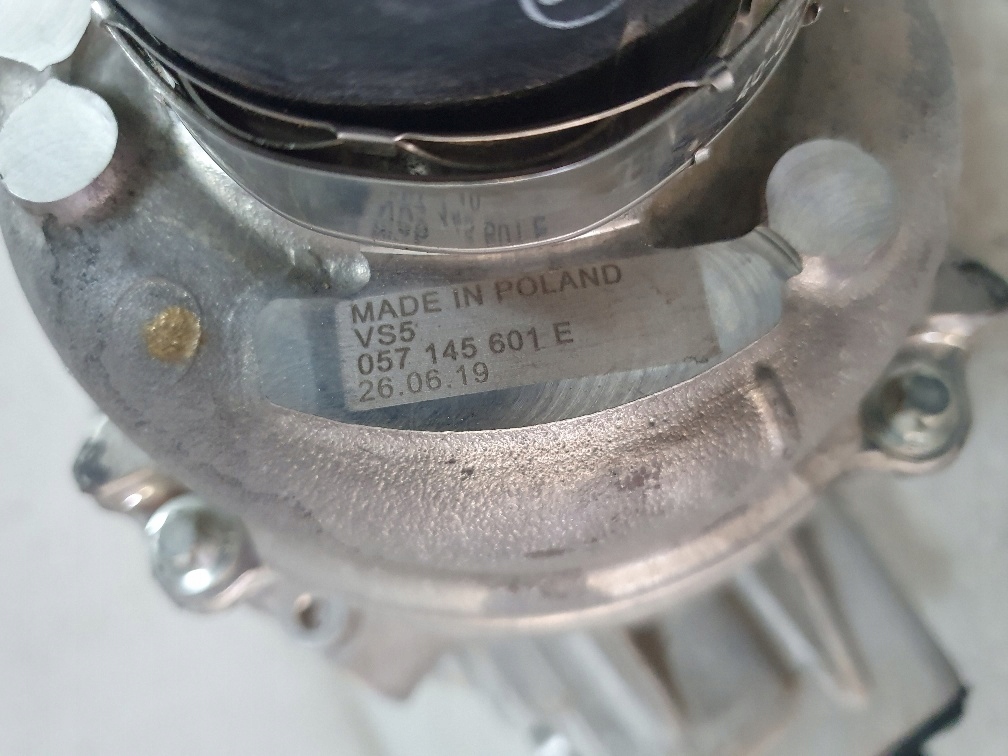 MADE IN POLAND
VS5
057 145 601 E
26.06.19